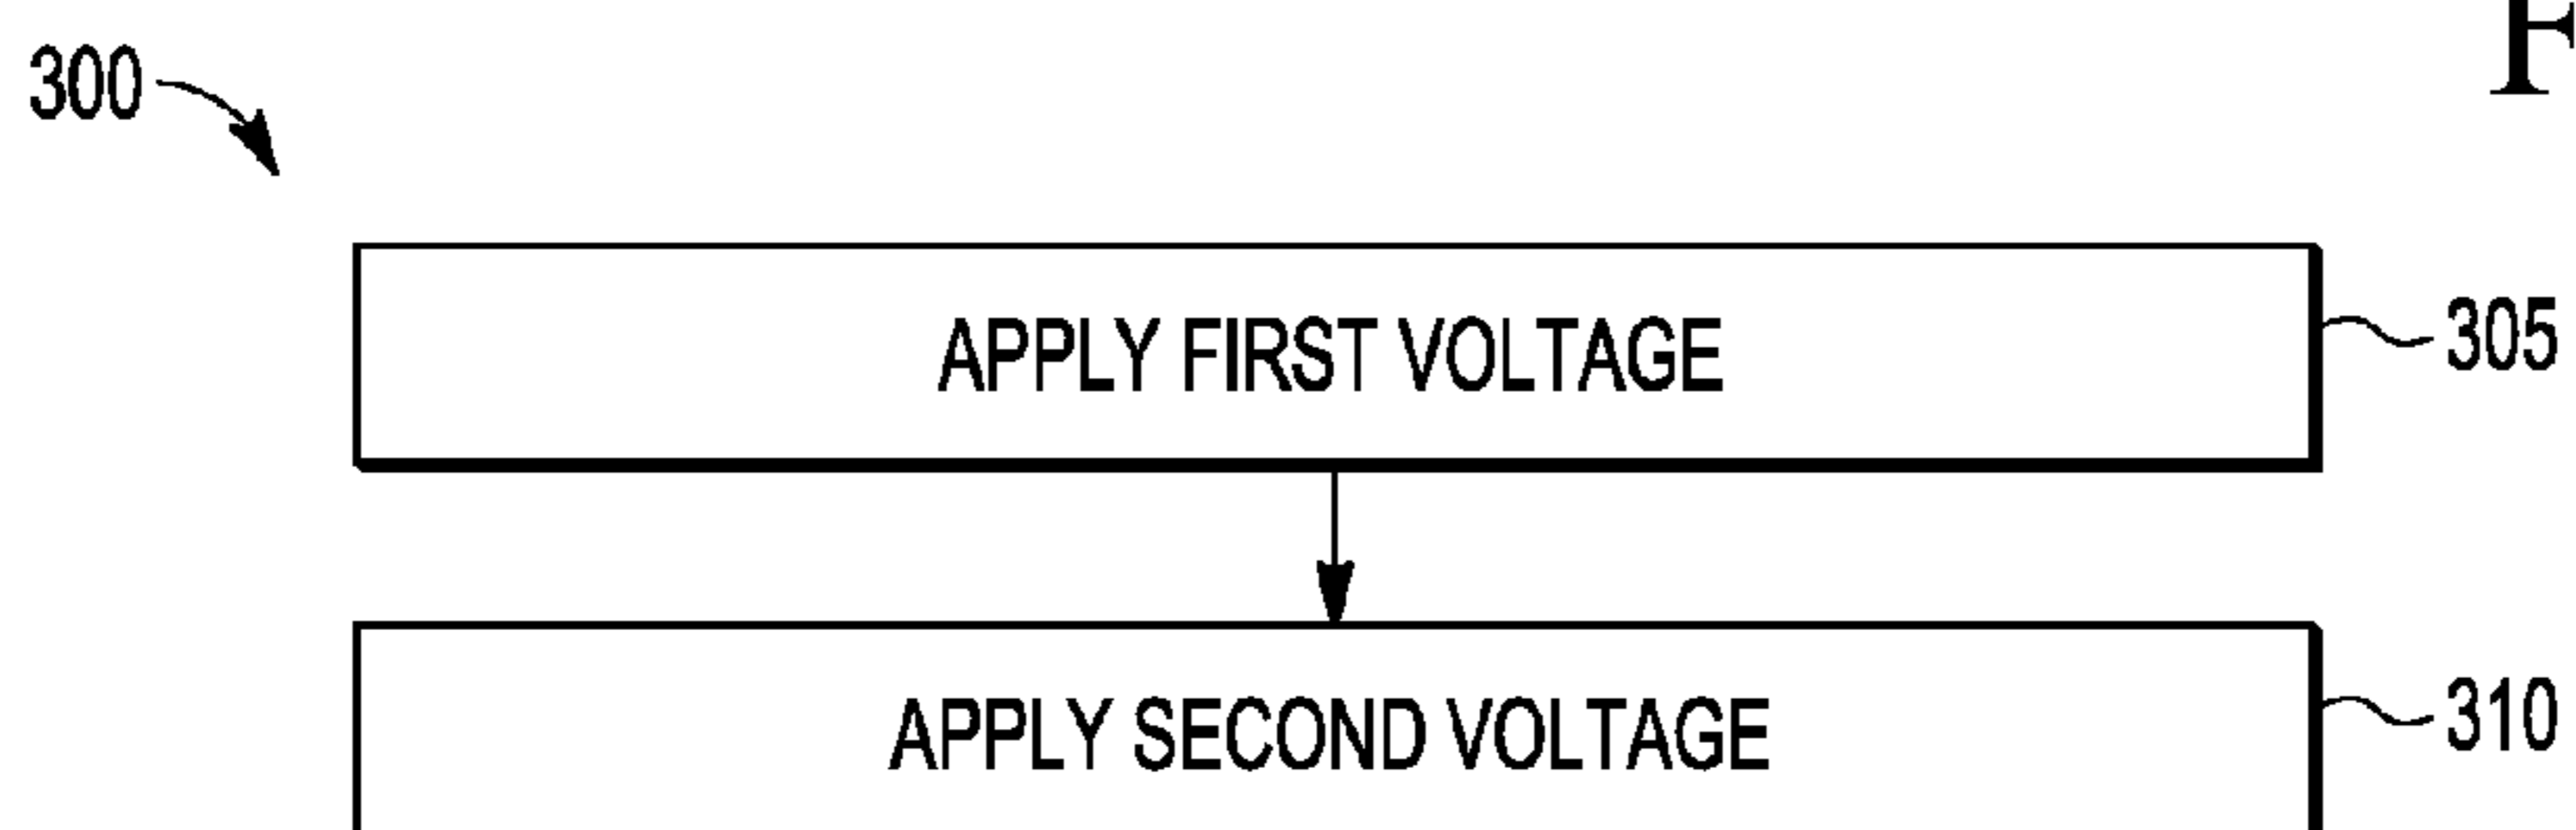 F
300
APPLY FIRST VOLTAGE
305
APPLY SECOND VOLTAGE
310